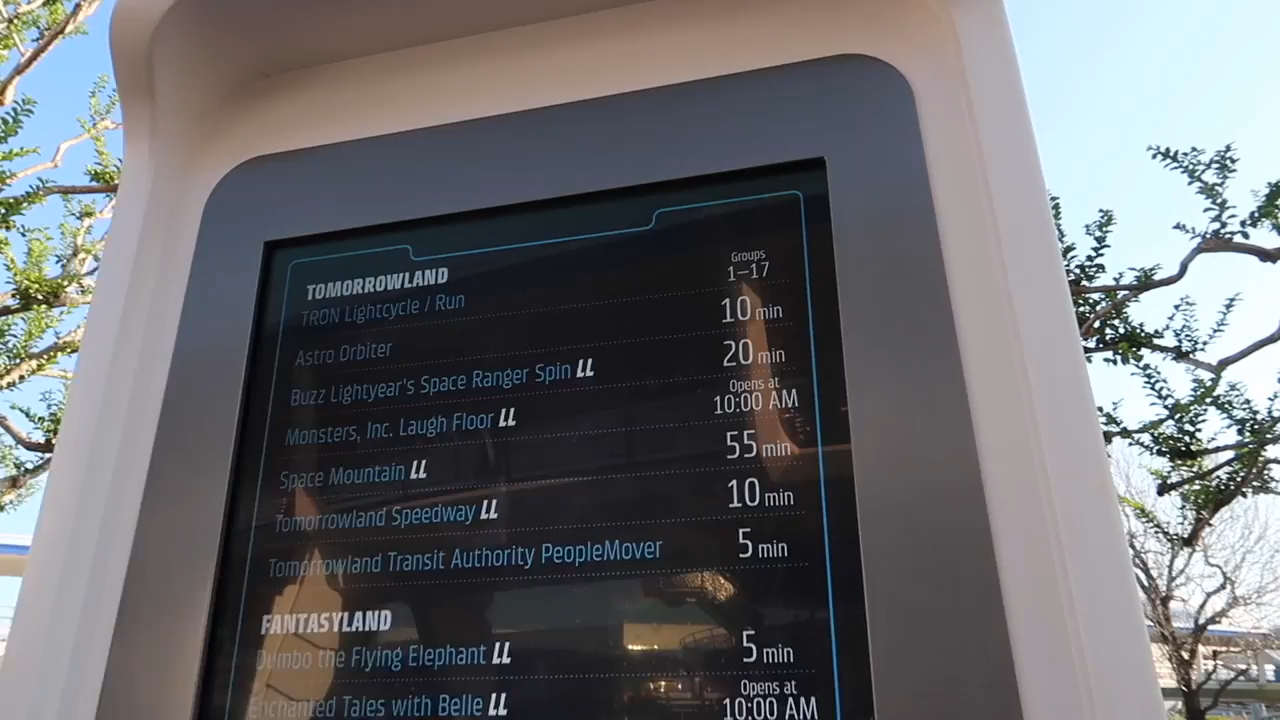 TOMORROWLAND
TRON Lightcycle / Run Groups 1–17
Astro Orbiter 10 min
Buzz Lightyear's Space Ranger Spin LL 20 min
Monsters, Inc. Laugh Floor LL Opens at 10:00 AM
Space Mountain LL 55 min
Tomorrowland Speedway LL 10 min
Tomorrowland Transit Authority PeopleMover 5 min
FANTASYLAND
Dumbo the Flying Elephant LL 5 min
Enchanted Tales with Belle LL Opens at 10:00 AM